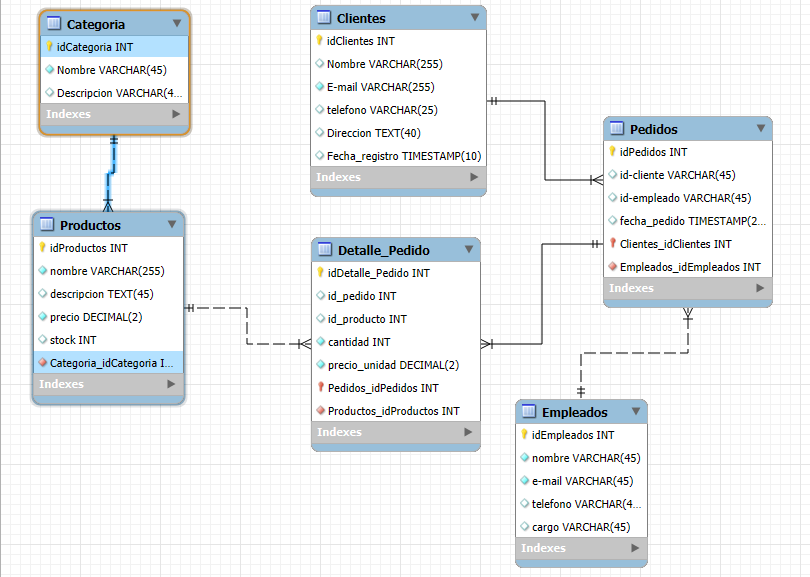 Categoria
idCategoria INT
Nombre VARCHAR(45)
Descripcion VARCHAR(4...
Indexes
Clientes
idClientes INT
Nombre VARCHAR(255)
E-mail VARCHAR(255)
telefono VARCHAR(25)
Direccion TEXT(40)
Fecha_registro TIMESTAMP(10)
Indexes
Pedidos
idPedidos INT
id-cliente VARCHAR(45)
id-empleado VARCHAR(45)
fecha_pedido TIMESTAMP(2...
Clientes_idClientes INT
Empleados_idEmpleados INT
Indexes
Productos
idProductos INT
nombre VARCHAR(255)
descripcion TEXT(45)
precio DECIMAL(2)
stock INT
Categoria_idCategoria I...
Indexes
Detalle_Pedido
idDetalle_Pedido INT
id_pedido INT
id_producto INT
cantidad INT
precio_unidad DECIMAL(2)
Pedidos_idPedidos INT
Productos_idProductos INT
Indexes
Empleados
idEmpleados INT
nombre VARCHAR(45)
e-mail VARCHAR(45)
telefono VARCHAR(4...
cargo VARCHAR(45)
Indexes